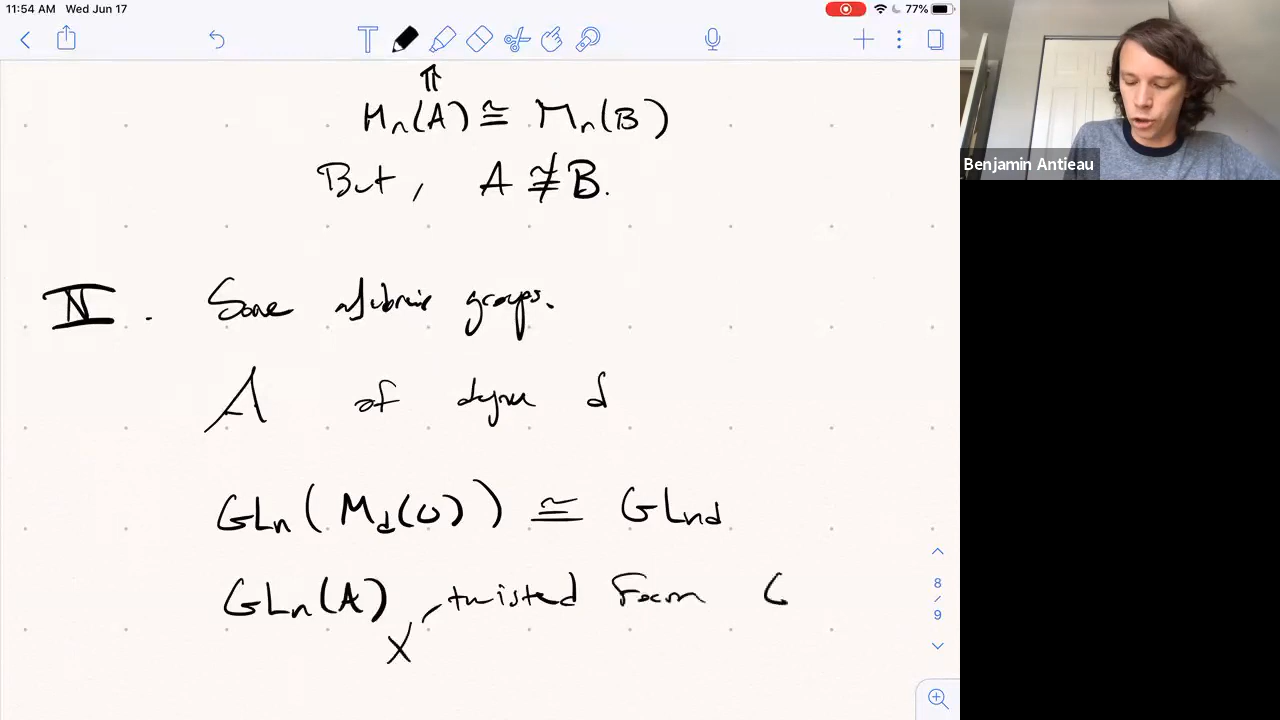 11:54 AM Wed Jun 17
77%
⇑
Mn(A) ≅ Mn(B)
But, A ≇ B.
IV. Some algebraic groups.
A of degree d
GLn(Md(O)) ≅ GLnd
GLn(A) twisted form G
X
8
9
Benjamin Antieau